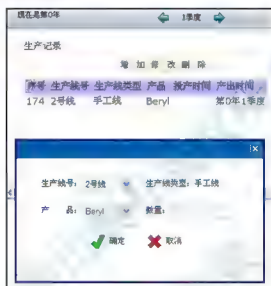 现在是第0年 1季度
生产记录
增 加 修 改 删 除
序号 生产线号 生产线类型 产品 投产时间 产出时间
174 2号线 手工线 Beryl 第0年1季度
生产线号： 2号线 生产线类型：手工线
产 品： Beryl 数量：
确定 取消